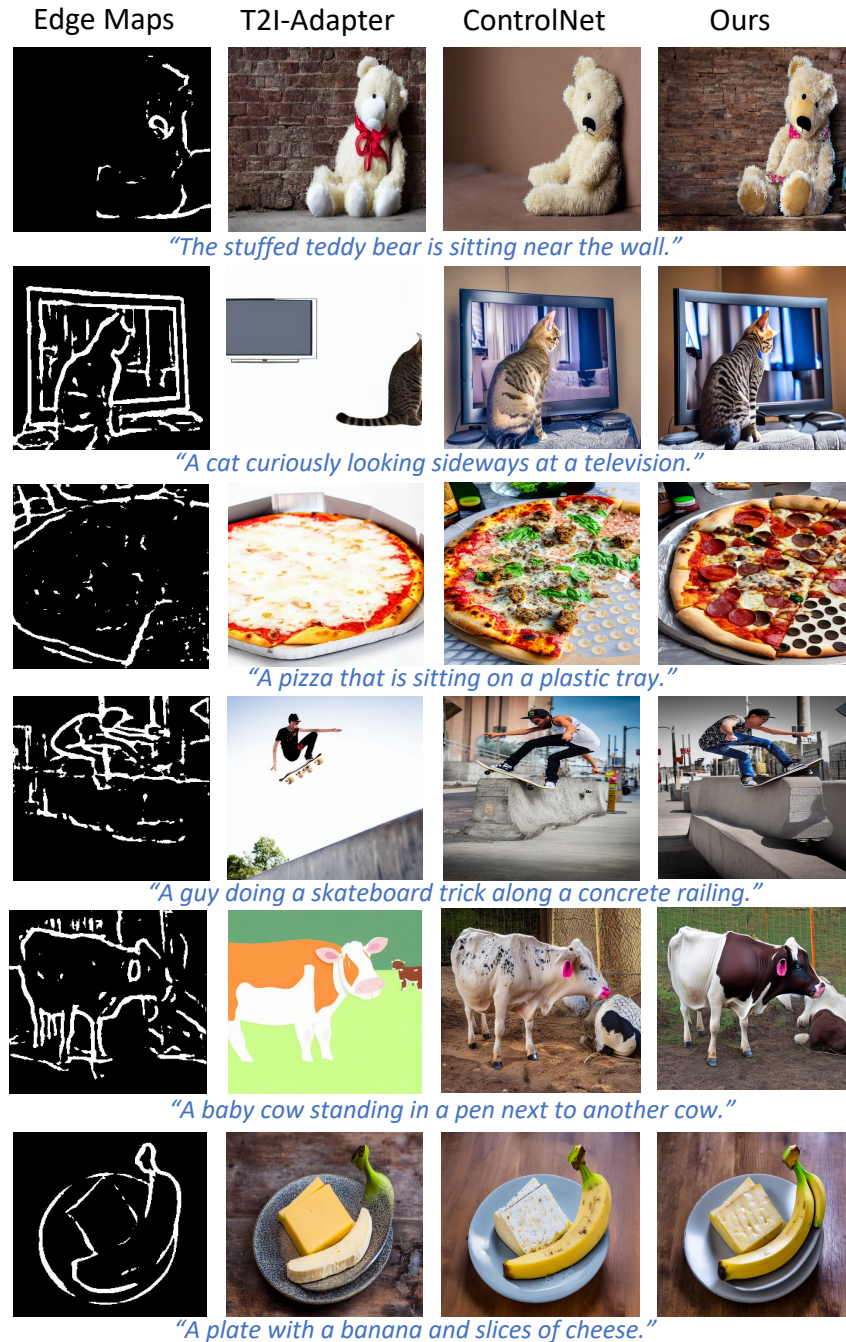 Edge Maps T2I-Adapter ControlNet Ours
“The stuffed teddy bear is sitting near the wall.”
“A cat curiously looking sideways at a television.”
“A pizza that is sitting on a plastic tray.”
“A guy doing a skateboard trick along a concrete railing.”
“A baby cow standing in a pen next to another cow.”
“A plate with a banana and slices of cheese.”